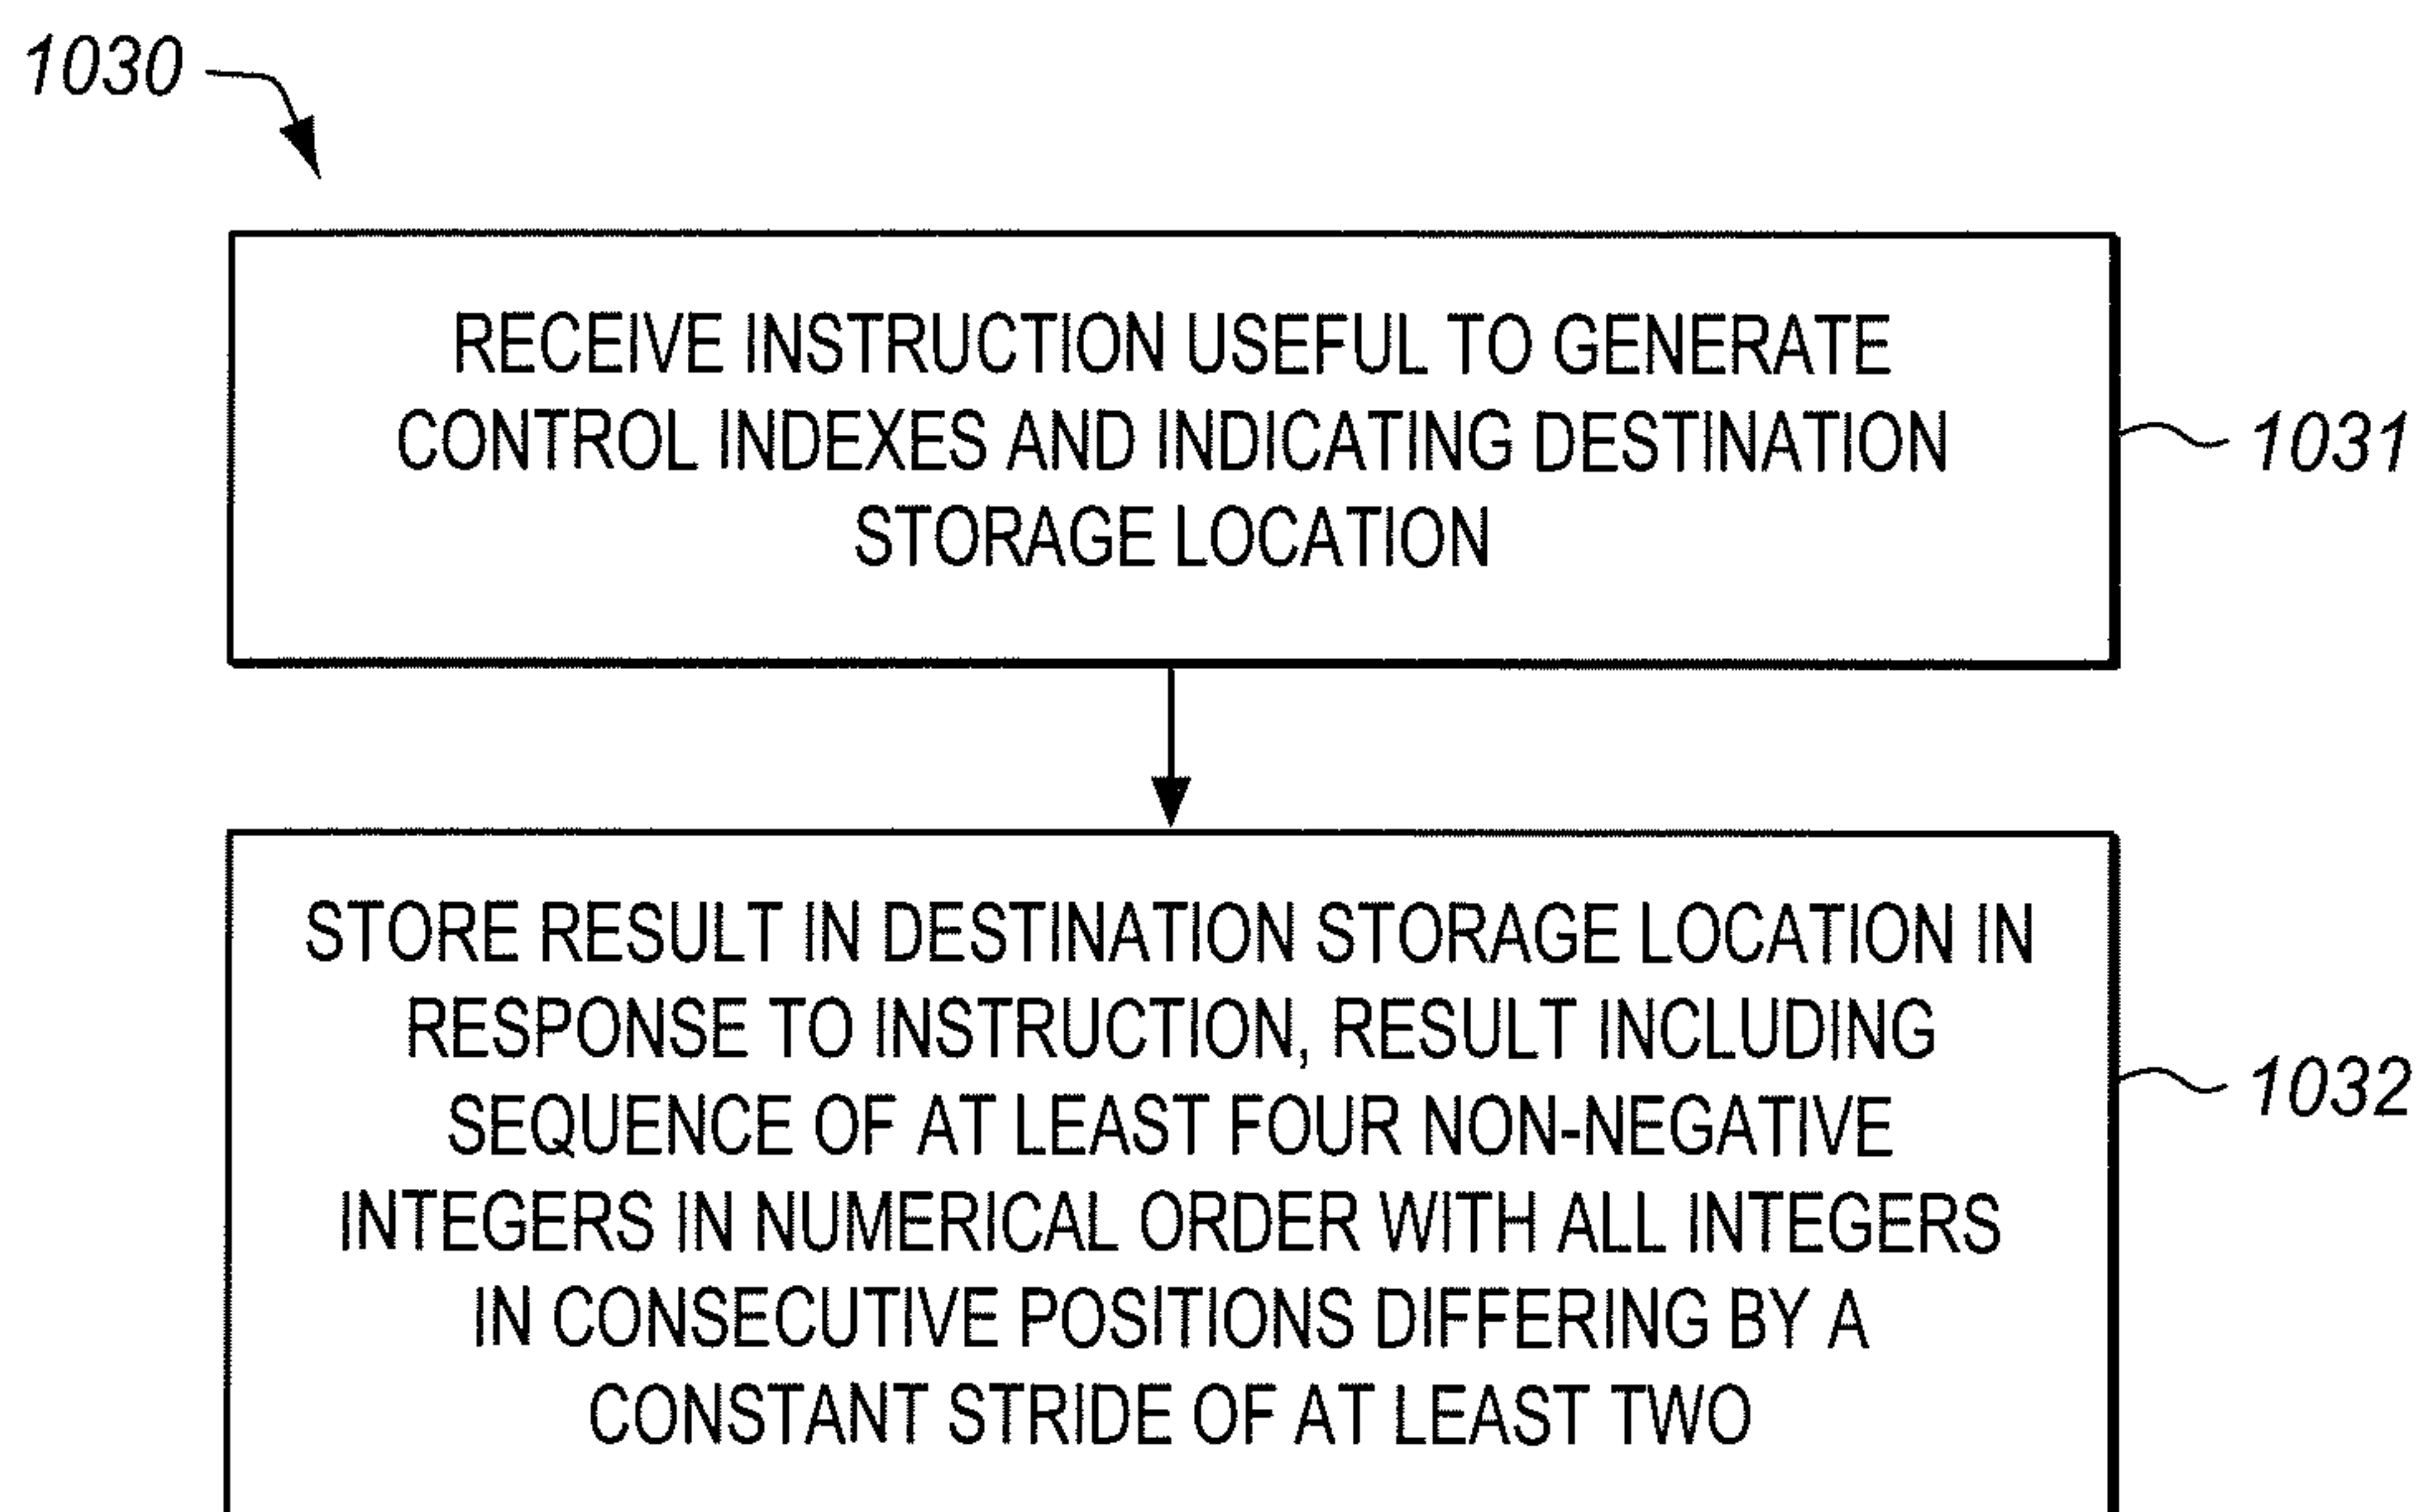 1030
RECEIVE INSTRUCTION USEFUL TO GENERATE
CONTROL INDEXES AND INDICATING DESTINATION
STORAGE LOCATION
1031
STORE RESULT IN DESTINATION STORAGE LOCATION IN
RESPONSE TO INSTRUCTION, RESULT INCLUDING
SEQUENCE OF AT LEAST FOUR NON-NEGATIVE
INTEGERS IN NUMERICAL ORDER WITH ALL INTEGERS
IN CONSECUTIVE POSITIONS DIFFERING BY A
CONSTANT STRIDE OF AT LEAST TWO
1032